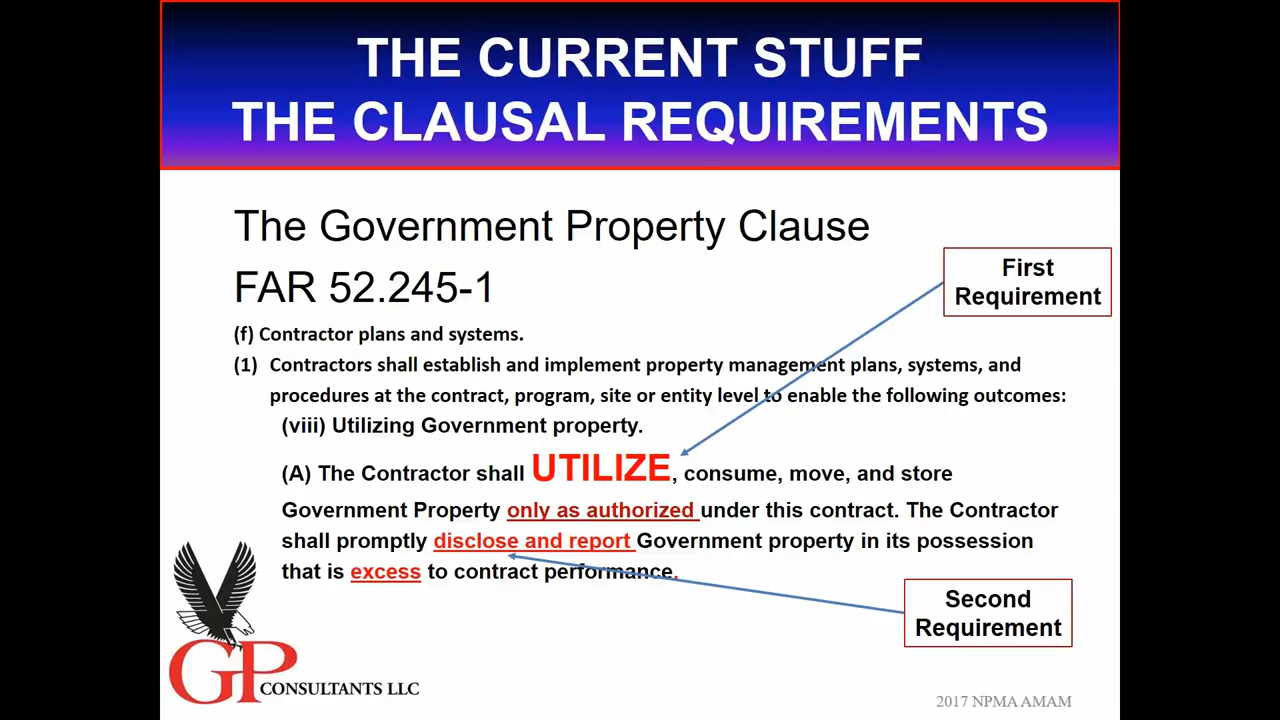 THE CURRENT STUFF
THE CLAUSAL REQUIREMENTS
The Government Property Clause
FAR 52.245-1
First
Requirement
(f) Contractor plans and systems.
(1) Contractors shall establish and implement property management plans, systems, and
procedures at the contract, program, site or entity level to enable the following outcomes:
(viii) Utilizing Government property.
(A) The Contractor shall UTILIZE, consume, move, and store
Government Property only as authorized under this contract. The Contractor
shall promptly disclose and report Government property in its possession
that is excess to contract performance.
Second
Requirement
GP CONSULTANTS LLC
2017 NPMA AMAM